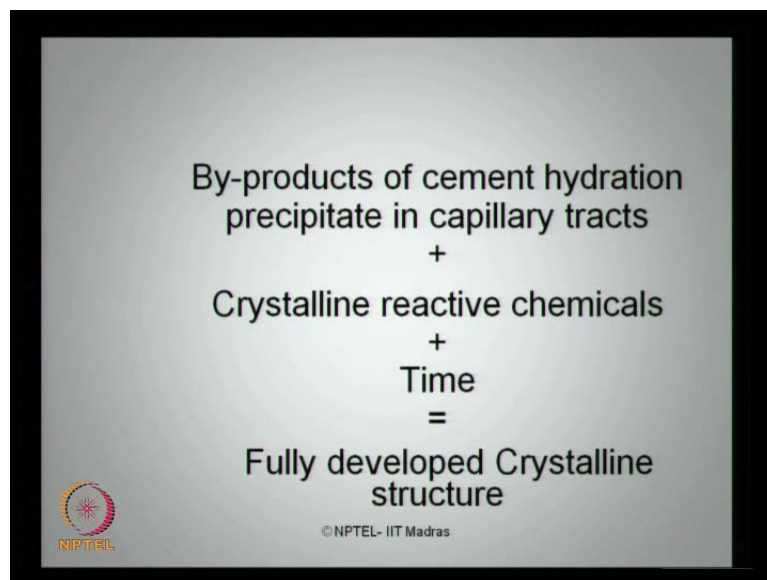 By-products of cement hydration
precipitate in capillary tracts
+
Crystalline reactive chemicals
+
Time
=
Fully developed Crystalline
structure
© NPTEL- IIT Madras
NPTEL